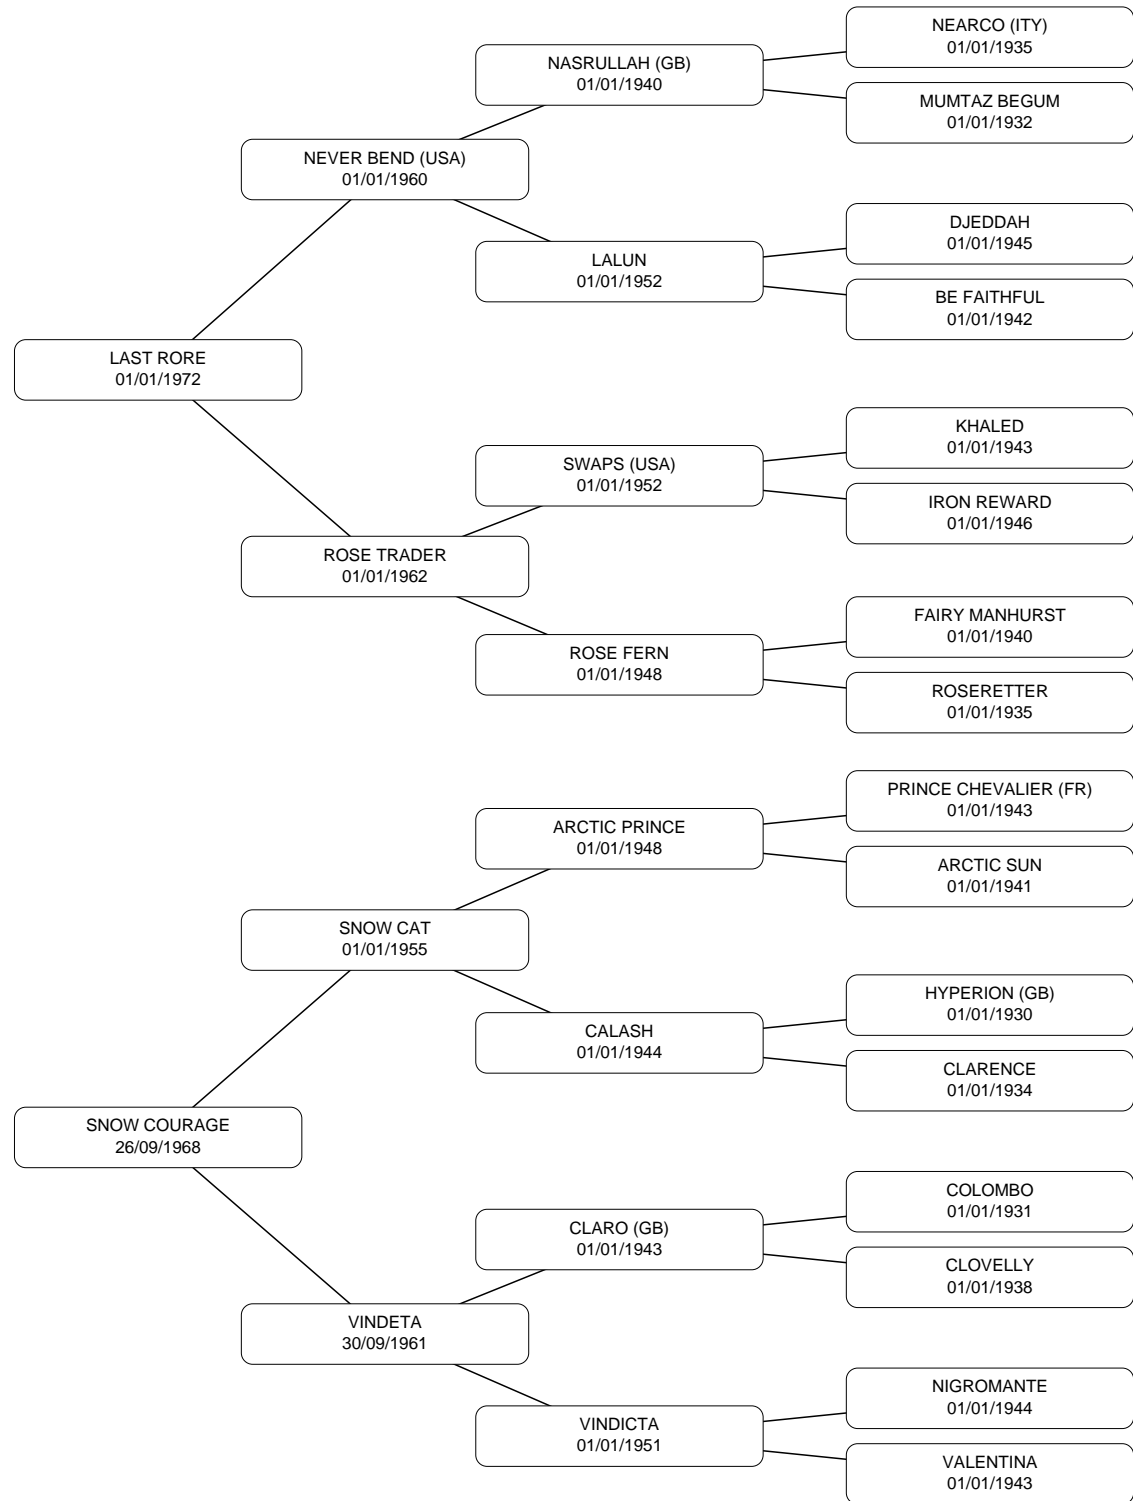 NEARCO (ITY)
01/01/1935
NASRULLAH (GB)
01/01/1940
MUMTAZ BEGUM
01/01/1932
NEVER BEND (USA)
01/01/1960
DJEDDAH
01/01/1945
LALUN
01/01/1952
BE FAITHFUL
01/01/1942
LAST RORE
01/01/1972
KHALED
01/01/1943
SWAPS (USA)
01/01/1952
IRON REWARD
01/01/1946
ROSE TRADER
01/01/1962
FAIRY MANHURST
01/01/1940
ROSE FERN
01/01/1948
ROSERETTER
01/01/1935
PRINCE CHEVALIER (FR)
01/01/1943
ARCTIC PRINCE
01/01/1948
ARCTIC SUN
01/01/1941
SNOW CAT
01/01/1955
HYPERION (GB)
01/01/1930
CALASH
01/01/1944
CLARENCE
01/01/1934
SNOW COURAGE
26/09/1968
COLOMBO
01/01/1931
CLARO (GB)
01/01/1943
CLOVELLY
01/01/1938
VINDETA
30/09/1961
NIGROMANTE
01/01/1944
VINDICTA
01/01/1951
VALENTINA
01/01/1943